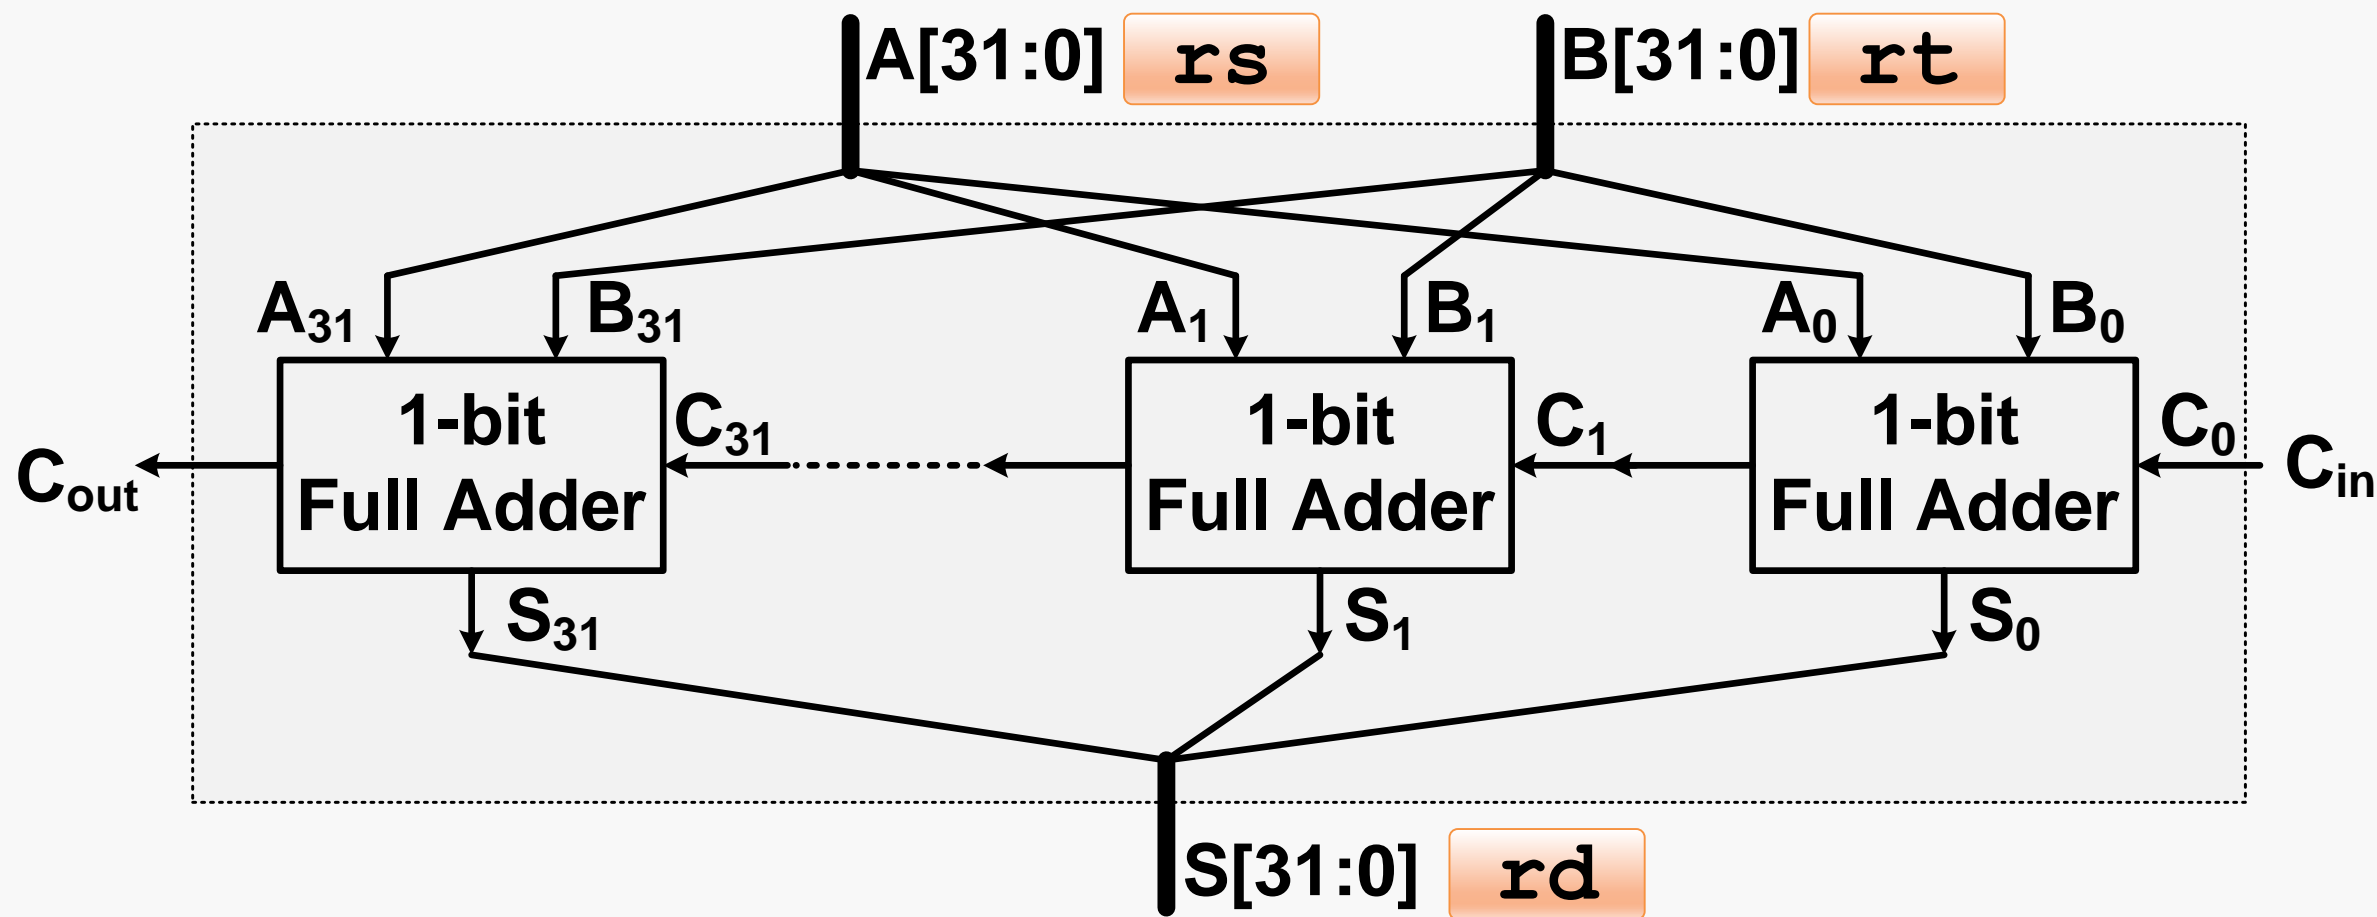 A[31:0] rs B[31:0] rt
A₃₁ B₃₁ A₁ B₁ A₀ B₀
1-bit Full Adder
C₃₁
1-bit Full Adder
C₁
1-bit Full Adder
C₀
Cout
Cin
S₃₁ S₁ S₀
S[31:0] rd